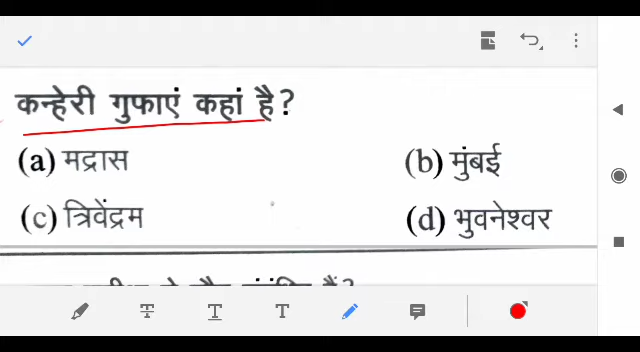 कन्हेरी गुफाएं कहां है?
(a) मद्रास (b) मुंबई
(c) त्रिवेंद्रम (d) भुवनेश्वर